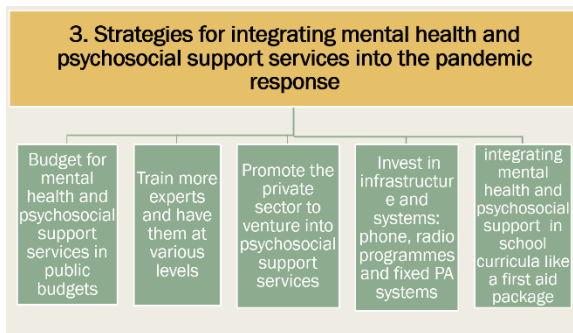 3. Strategies for integrating mental health and
psychosocial support services into the pandemic
response
Budget for
mental
health and
psychosocial
support
services in
public
budgets
Train more
experts and
have them at
various
levels
Promote the
private
sector to
venture into
psychosocial
support
services
Invest in
infrastructur
e and
systems:
phone, radio
programmes
and fixed PA
systems
integrating
mental
health and
psychosocial
support in
school
curricula like
a first aid
package